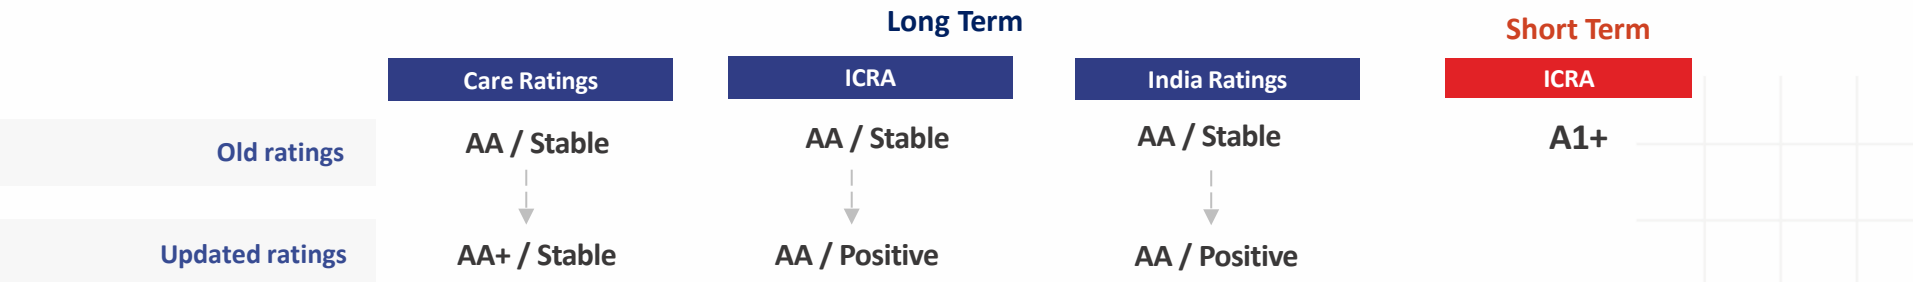 Long Term
Short Term
Care Ratings ICRA India Ratings ICRA
Old ratings AA / Stable AA / Stable AA / Stable A1+
Updated ratings AA+ / Stable AA / Positive AA / Positive